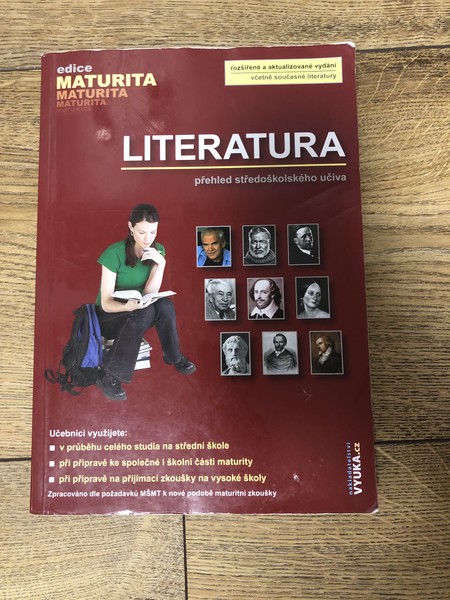 edice
MATURITA
MATURITA
MATURITA
MATURITA
rozšířené a aktualizované vydání
včetně současné literatury
LITERATURA
přehled středoškolského učiva
Učebnici využijete:
v průběhu celého studia na střední škole
při přípravě ke společné i školní části maturity
při přípravě na přijímací zkoušky na vysoké školy
Zpracováno dle požadavků MŠMT k nové podobě maturitní zkoušky
nakladatelství
VYUKA.cz